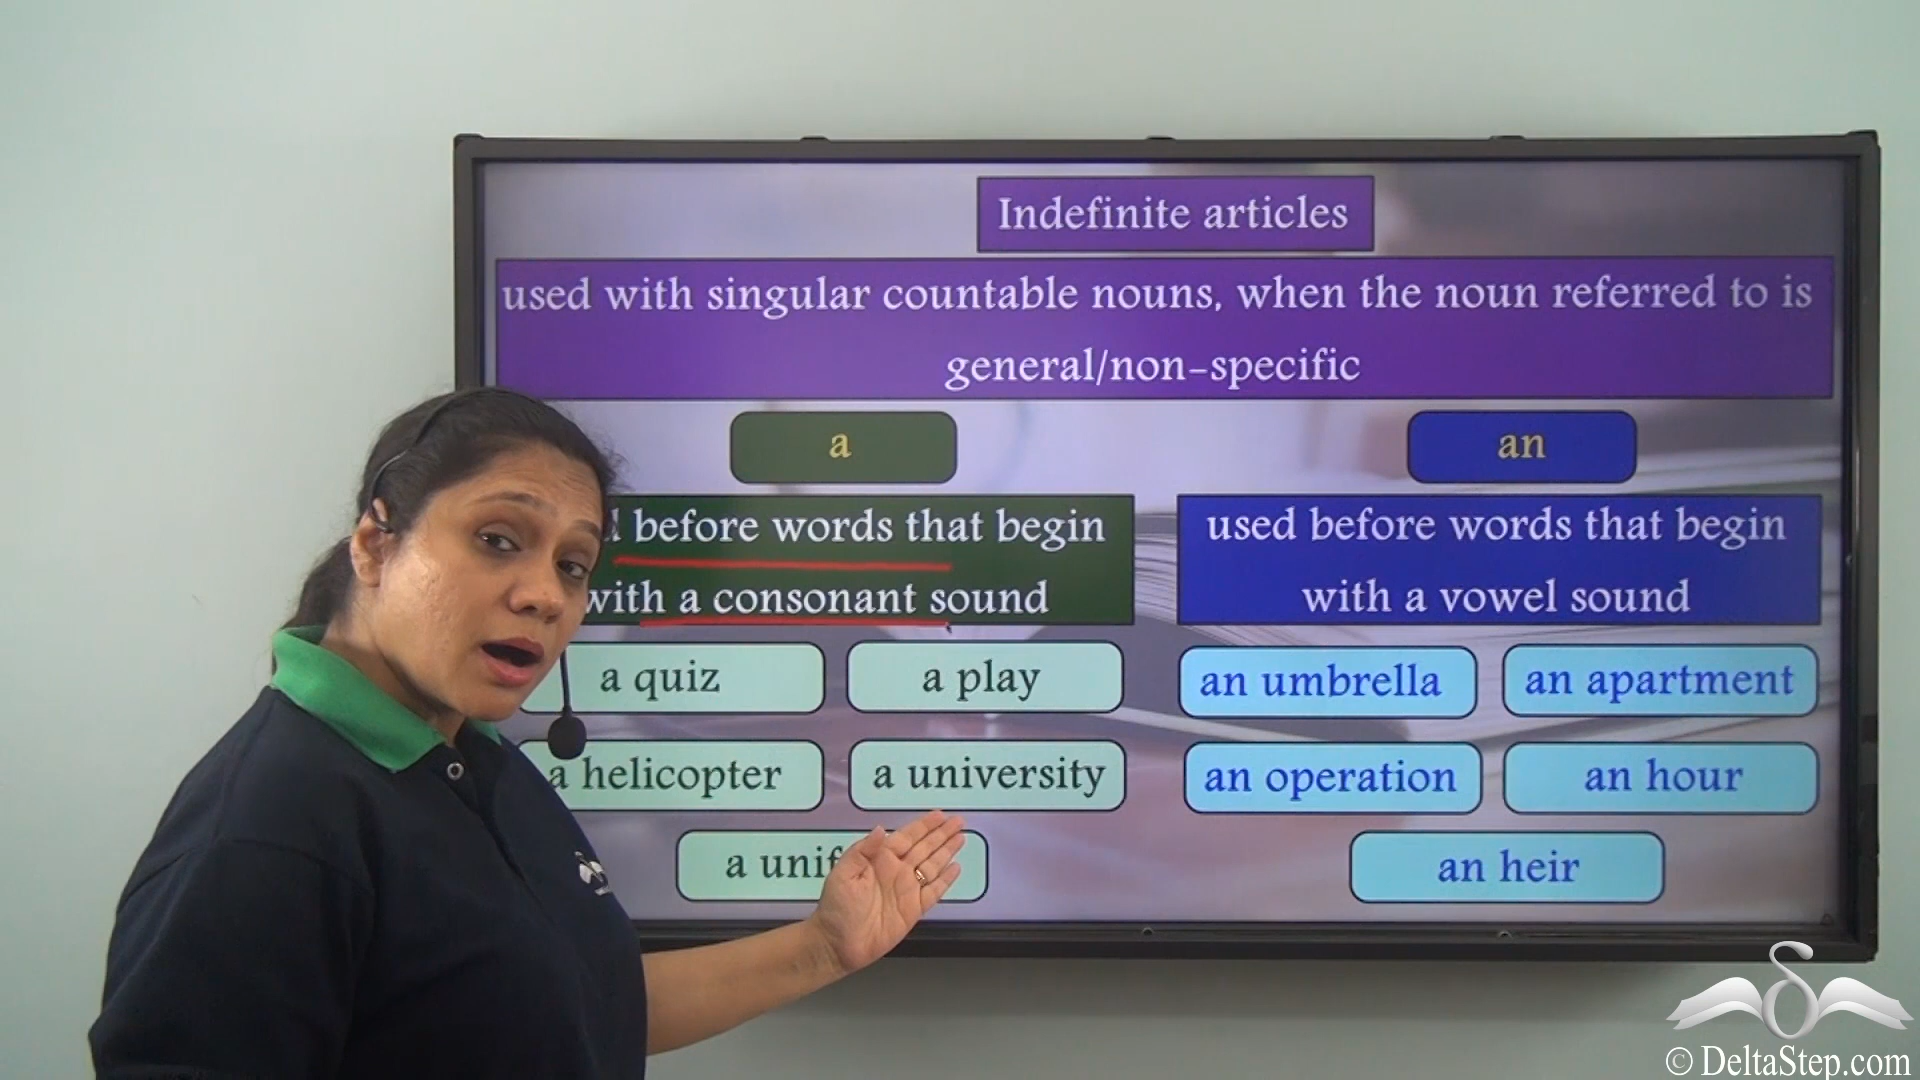 Indefinite articles
used with singular countable nouns, when the noun referred to is
general/non-specific
a
an
before words that begin
with a consonant sound
used before words that begin
with a vowel sound
a quiz
a play
an umbrella
an apartment
a helicopter
a university
an operation
an hour
a
an heir
© DeltaStep.com